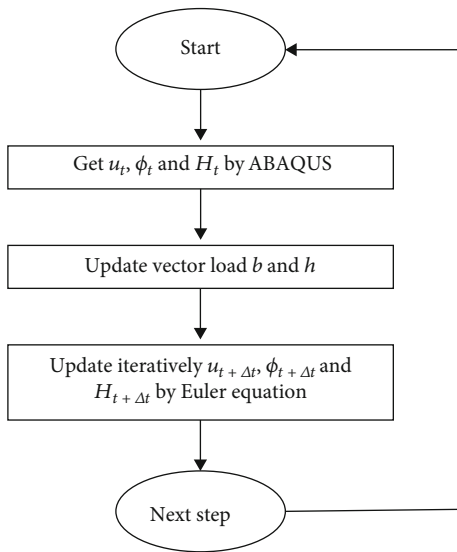 Start
Get u_t, ϕ_t and H_t by ABAQUS
Update vector load b and h
Update iteratively u_{t + Δt}, ϕ_{t + Δt} and
H_{t + Δt} by Euler equation
Next step